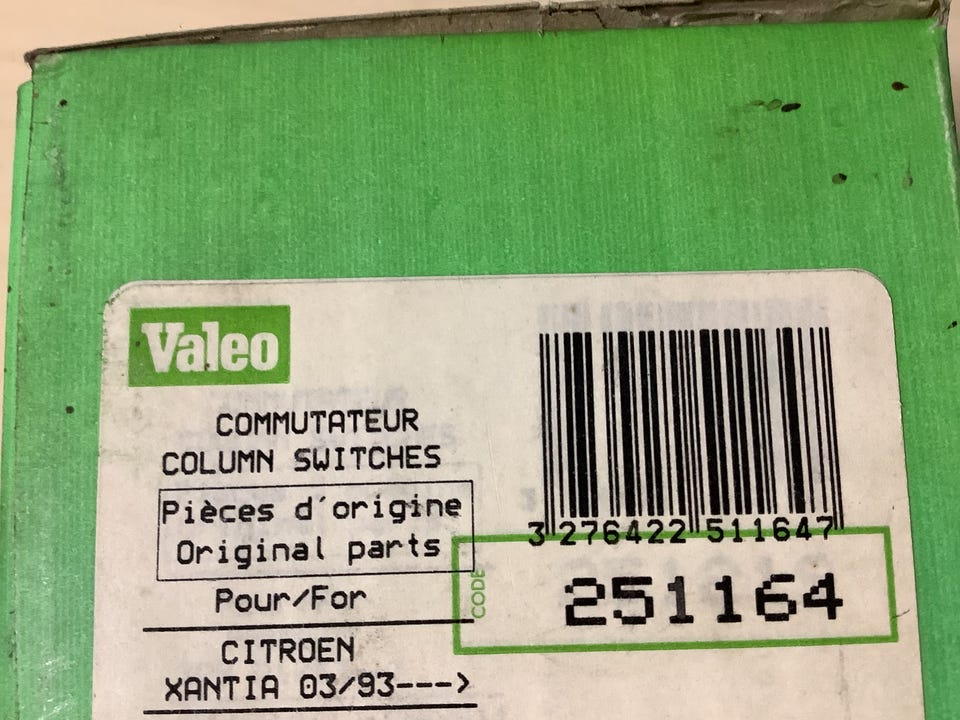 Valeo
COMMUTATEUR
COLUMN SWITCHES
Pièces d'origine
Original parts
Pour/For
CITROEN
XANTIA 03/93--->
3 276422 511647
CODE
251164